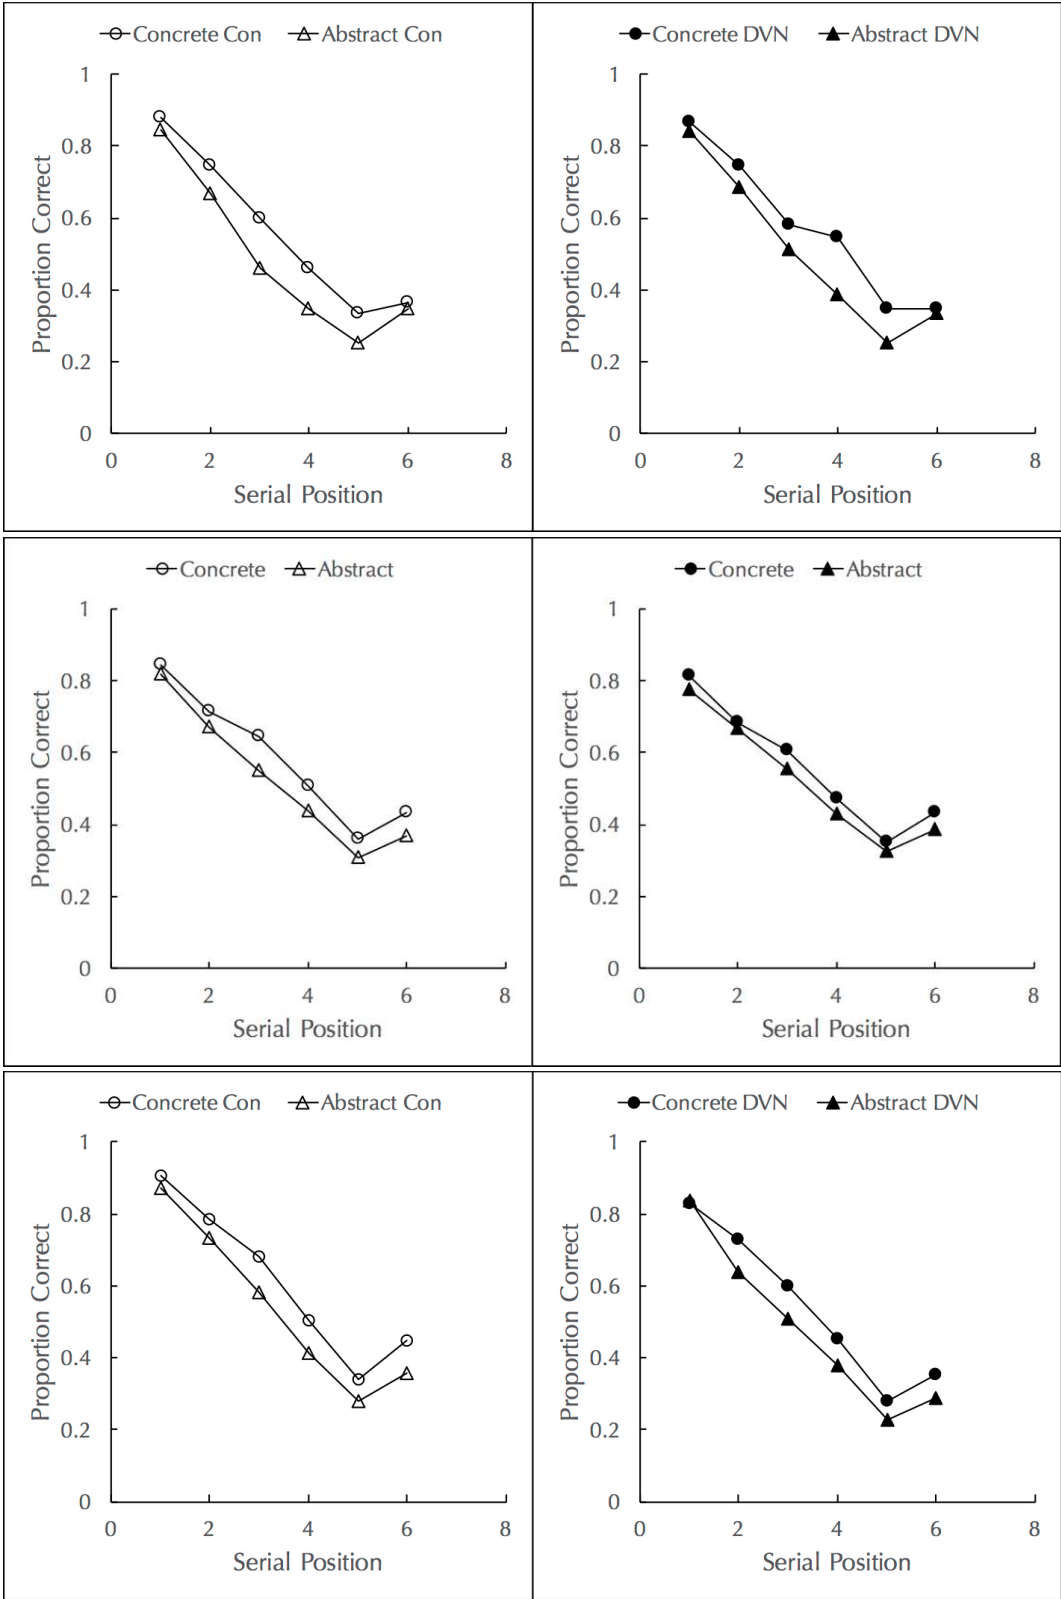 Concrete Con Abstract Con
1
0.8
0.6
0.4
0.2
0
0 2 4 6 8
Proportion Correct
Serial Position
Concrete DVN Abstract DVN
1
0.8
0.6
0.4
0.2
0
0 2 4 6 8
Proportion Correct
Serial Position
Concrete Abstract
1
0.8
0.6
0.4
0.2
0
0 2 4 6 8
Proportion Correct
Serial Position
Concrete Abstract
1
0.8
0.6
0.4
0.2
0
0 2 4 6 8
Proportion Correct
Serial Position
Concrete Con Abstract Con
1
0.8
0.6
0.4
0.2
0
0 2 4 6 8
Proportion Correct
Serial Position
Concrete DVN Abstract DVN
1
0.8
0.6
0.4
0.2
0
0 2 4 6 8
Proportion Correct
Serial Position